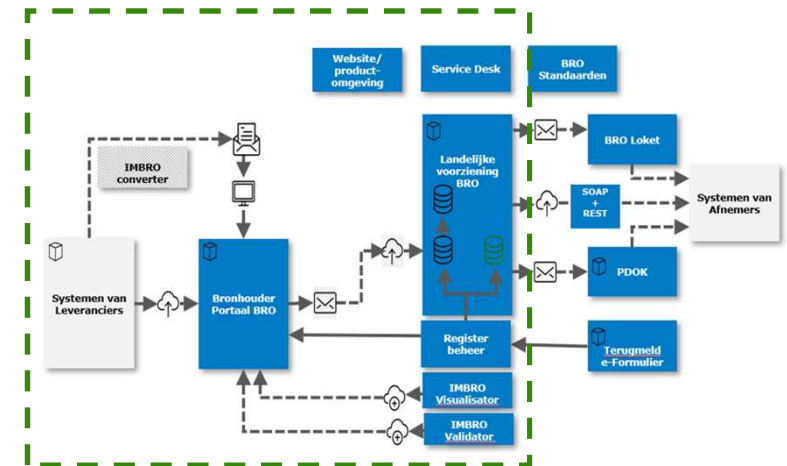 Website/
product-
omgeving
Service Desk
BRO
Standaarden
IMBRO
converter
Landelijke
voorziening
BRO
BRO Loket
SOAP
+
REST
Systemen van
Afnemers
Systemen van
Leveranciers
Bronhouder
Portaal BRO
PDOK
Register
beheer
Terugmeld
e-Formulier
IMBRO
Visualisator
IMBRO
Validator